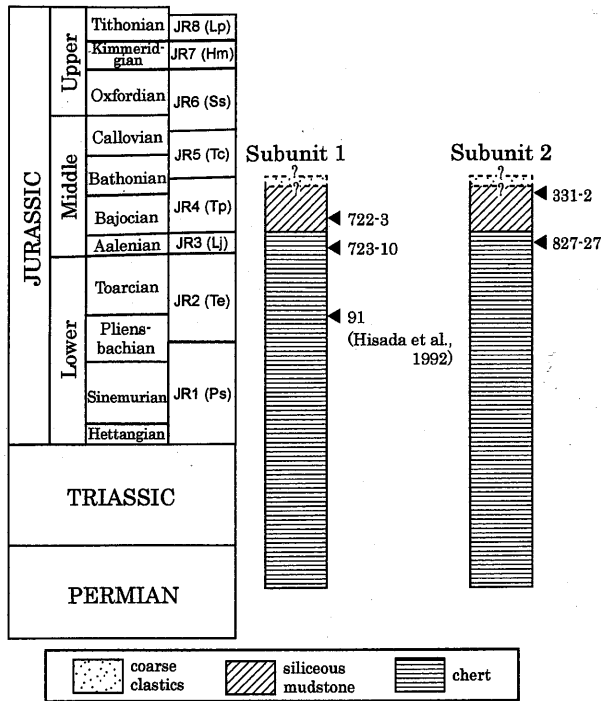 JURASSIC
Upper
Middle
Lower
Tithonian
Kimmerid-
gian
Oxfordian
Callovian
Bathonian
Bajocian
Aalenian
Toarcian
Pliens-
bachian
Sinemurian
Hettangian
JR8 (Lp)
JR7 (Hm)
JR6 (Ss)
JR5 (Tc)
JR4 (Tp)
JR3 (Lj)
JR2 (Te)
JR1 (Ps)
TRIASSIC
PERMIAN
Subunit 1
?
?
722-3
723-10
91
(Hisada et al.,
1992)
Subunit 2
?
?
331-2
827-27
coarse
clastics
siliceous
mudstone
chert